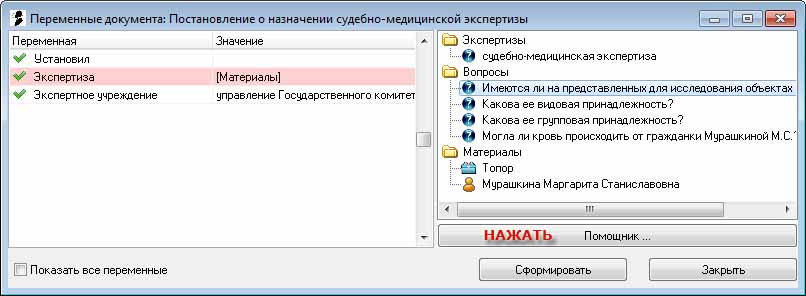 Переменные документа: Постановление о назначении судебно-медицинской экспертизы
Переменная Значение
Установил
Экспертиза [Материалы]
Экспертное учреждение управление Государственного комитет
Экспертизы
судебно-медицинская экспертиза
Вопросы
Имеются ли на представленных для исследования объектах
Какова ее видовая принадлежность?
Какова ее групповая принадлежность?
Могла ли кровь происходить от гражданки Мурашкиной М.С.?
Материалы
Топор
Мурашкина Маргарита Станиславовна
НАЖАТЬ Помощник ...
Показать все переменные
Сформировать
Закрыть